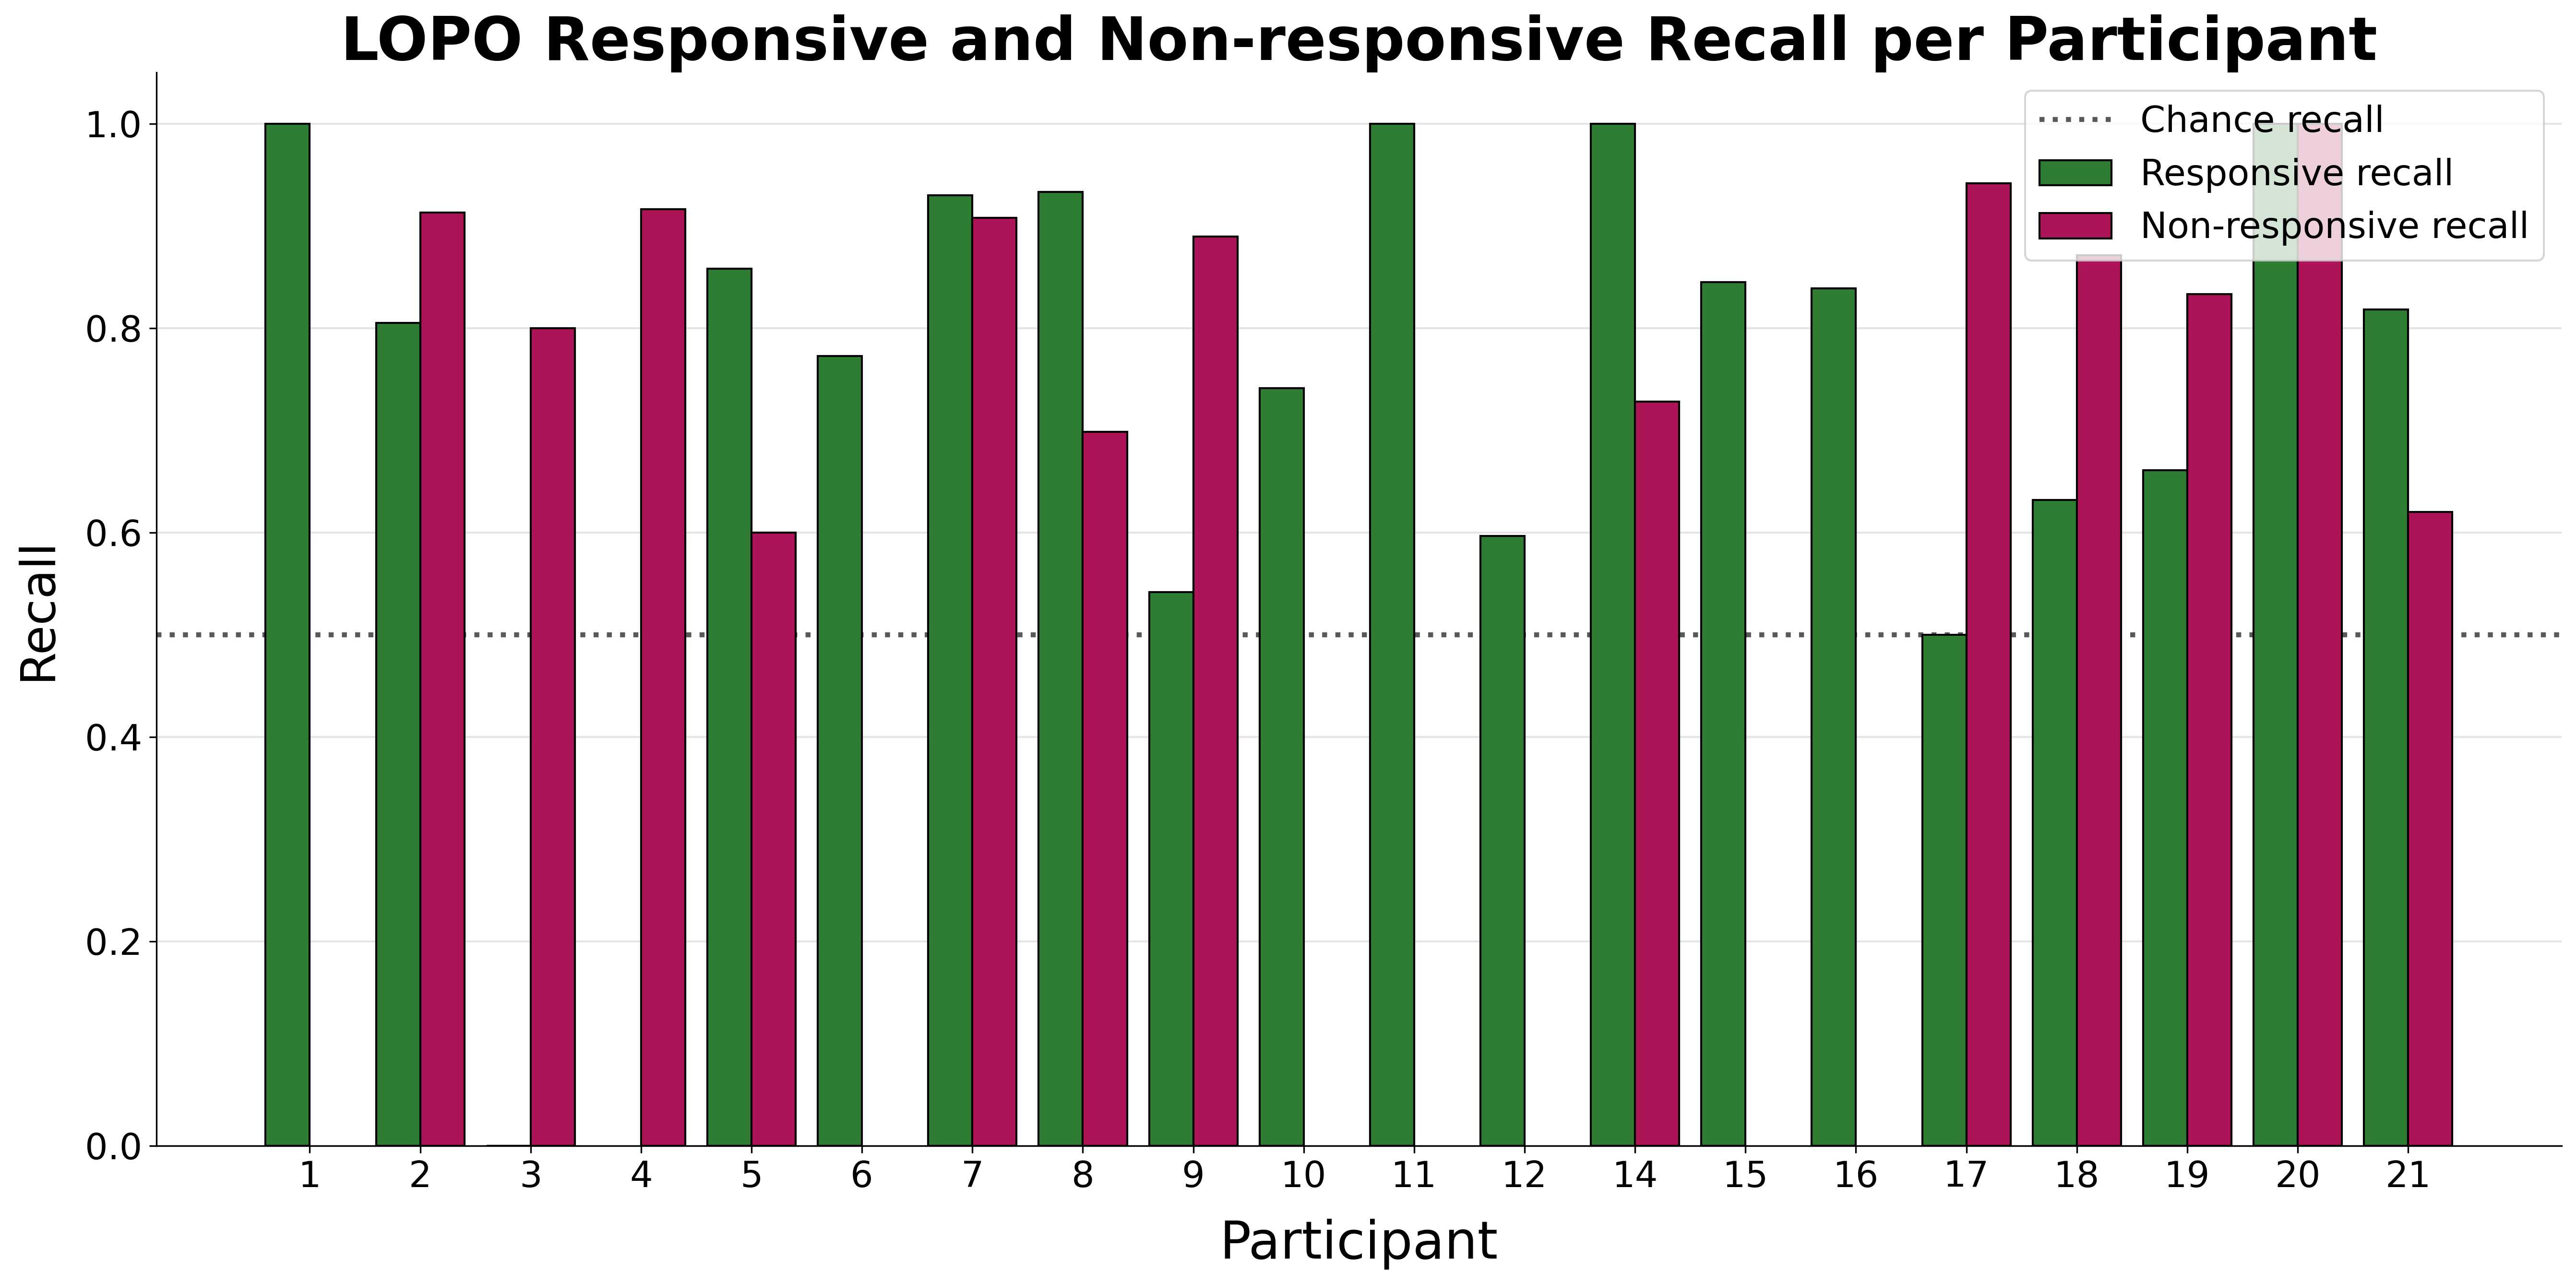 LOPO Responsive and Non-responsive Recall per Participant
Chance recall
Responsive recall
Non-responsive recall
Recall
1.0
0.8
0.6
0.4
0.2
0.0
1 2 3 4 5 6 7 8 9 10 11 12 14 15 16 17 18 19 20 21
Participant